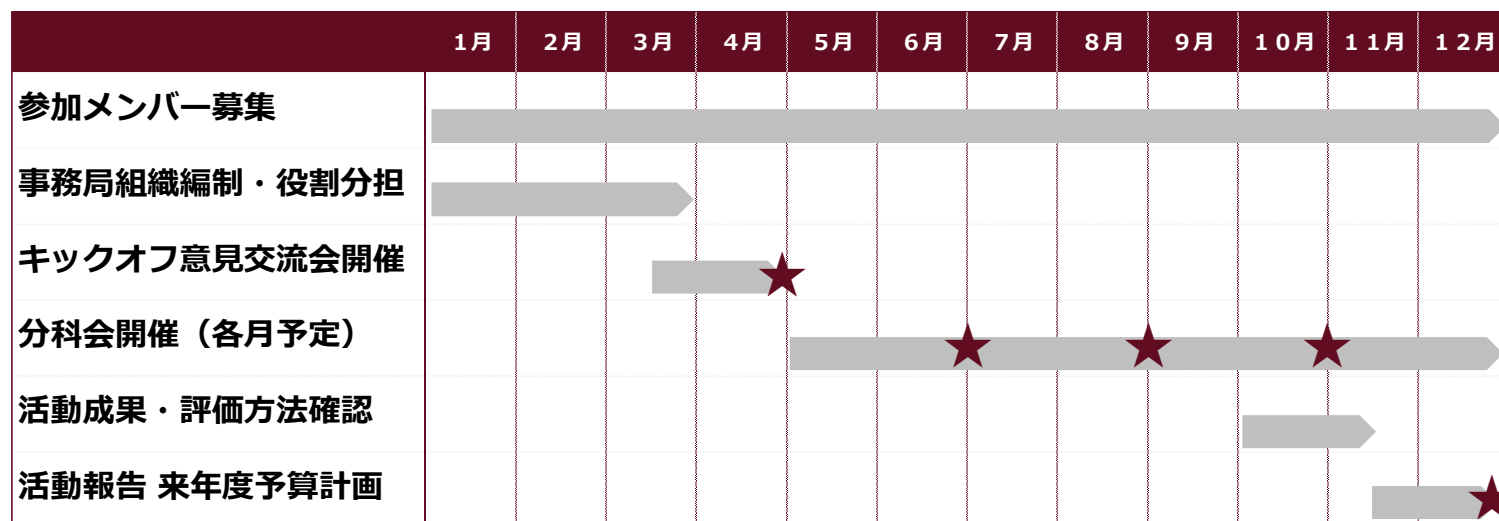 1月 2月 3月 4月 5月 6月 7月 8月 9月 10月 11月 12月
参加メンバー募集
事務局組織編制・役割分担
キックオフ意見交流会開催
分科会開催（各月予定）
活動成果・評価方法確認
活動報告 来年度予算計画